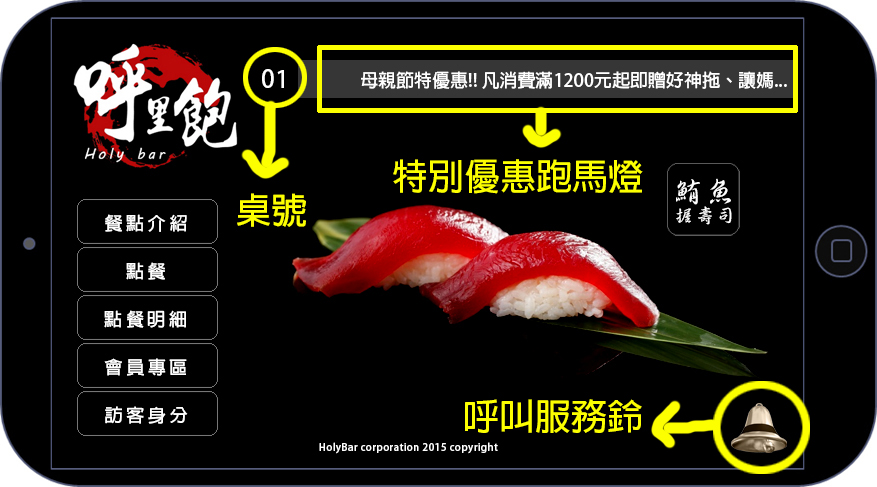 呼里飽
Holy bar
01
母親節特優惠!! 凡消費滿1200元起即贈好神拖、讓媽...
桌號
特別優惠跑馬燈
鮪魚
握壽司
餐點介紹
點餐
點餐明細
會員專區
訪客身分
呼叫服務鈴
HolyBar corporation 2015 copyright